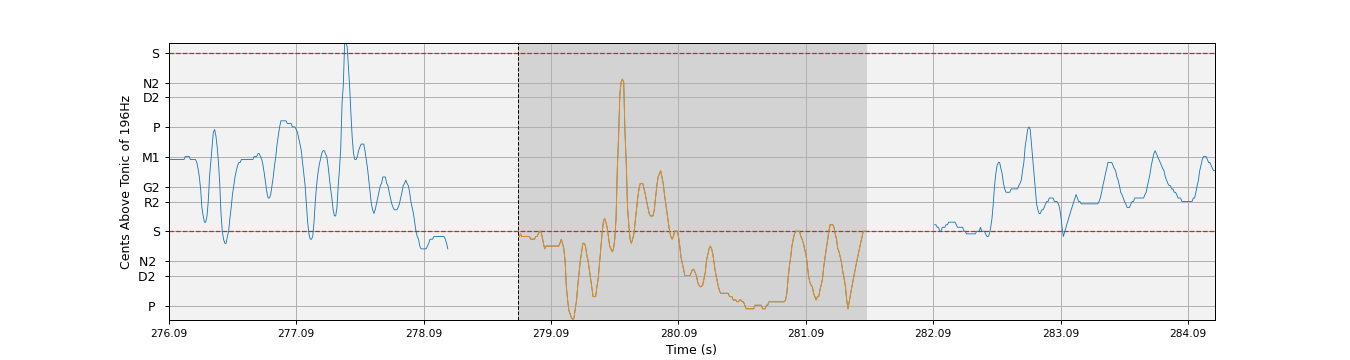 Cents Above Tonic of 196Hz
S
N2
D2
P
M1
G2
R2
S
N2
D2
P
276.09 277.09 278.09 279.09 280.09 281.09 282.09 283.09 284.09
Time (s)